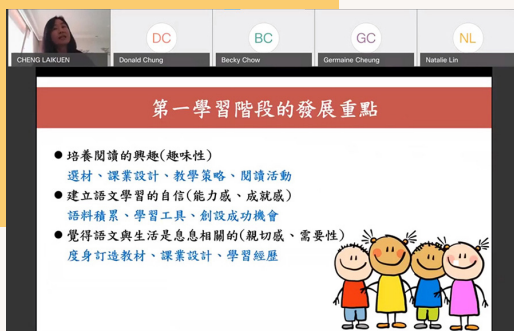 DC
BC
GC
NL
CHENG LAIKUEN
Donald Chung
Becky Chow
Germaine Cheung
Natalie Lin
第一學習階段的發展重點
● 培養閱讀的興趣(趣味性)
選材、課業設計、教學策略、閱讀活動
● 建立語文學習的自信(能力感、成就感)
語料積累、學習工具、創設成功機會
● 覺得語文與生活是息息相關的(親切感、需要性)
度身訂造教材、課業設計、學習經歷